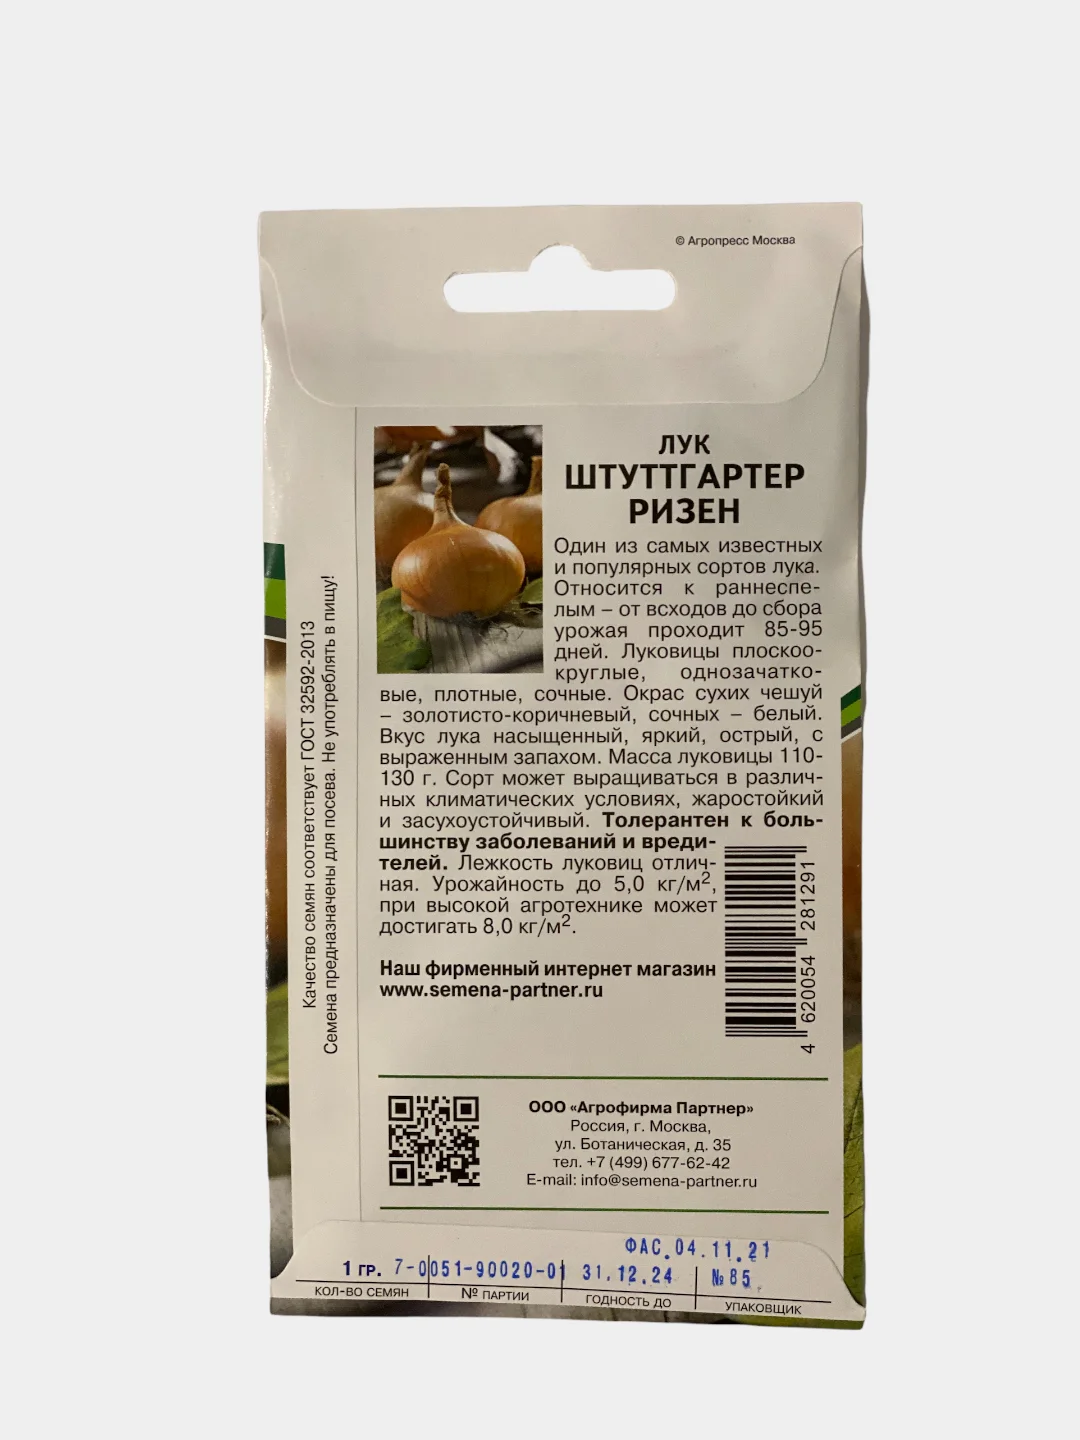 © Агропресс Москва
ЛУК
ШТУТТГАРТЕР
РИЗЕН
Один из самых известных
и популярных сортов лука.
Относится к раннеспе-
лым – от всходов до сбора
урожая проходит 85-95
дней. Луковицы плоскоо-
круглые, однозачатко-
вые, плотные, сочные. Окрас сухих чешуй
– золотисто-коричневый, сочных – белый.
Вкус лука насыщенный, яркий, острый, с
выраженным запахом. Масса луковицы 110-
130 г. Сорт может выращиваться в различ-
ных климатических условиях, жаростойкий
и засухоустойчивый. Толерантен к боль-
шинству заболеваний и вреди-
телей. Лежкость луковиц отлич-
ная. Урожайность до 5,0 кг/м²,
при высокой агротехнике может
достигать 8,0 кг/м².
Наш фирменный интернет магазин
www.semena-partner.ru
4 620054 281291
Качество семян соответствует ГОСТ 32592-2013
Семена предназначены для посева. Не употреблять в пищу!
ООО «Агрофирма Партнер»
Россия, г. Москва,
ул. Ботаническая, д. 35
тел. +7 (499) 677-62-42
E-mail: info@semena-partner.ru
ФАС.04.11.21
1 ГР. 7-0051-90020-01 31.12.24 №85
КОЛ-ВО СЕМЯН № ПАРТИИ ГОДНОСТЬ ДО УПАКОВЩИК